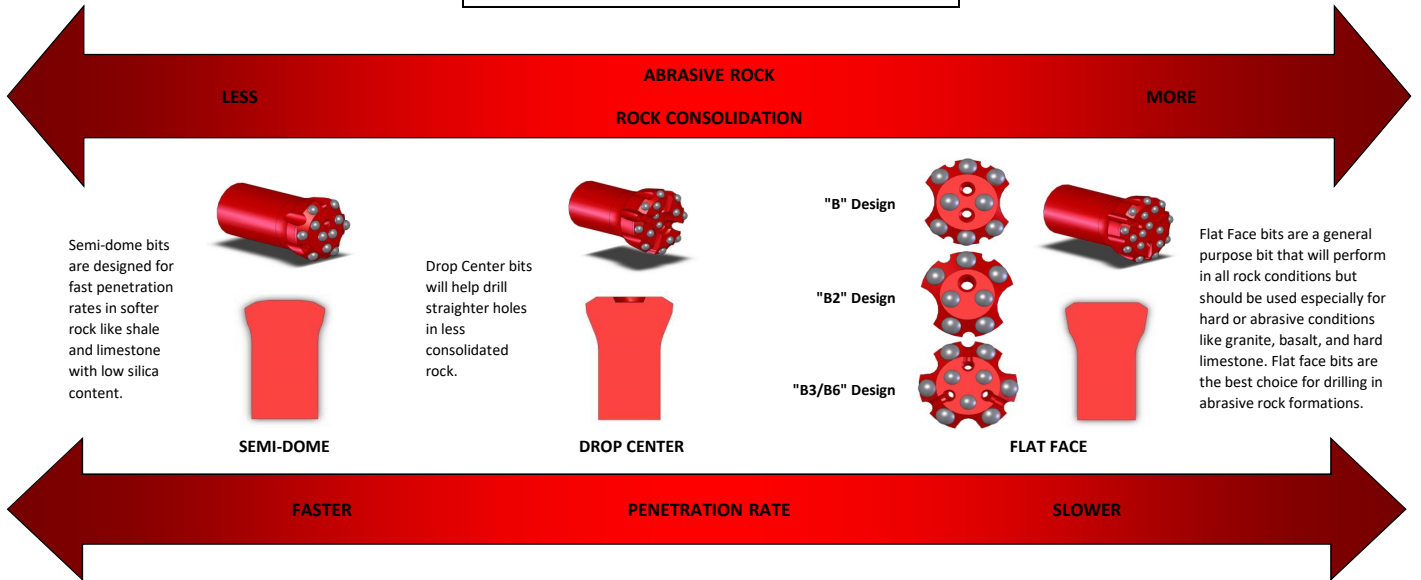 ABRASIVE ROCK
LESS
MORE
ROCK CONSOLIDATION
Semi-dome bits
are designed for
fast penetration
rates in softer
rock like shale
and limestone
with low silica
content.
SEMI-DOME
Drop Center bits
will help drill
straighter holes
in less
consolidated
rock.
DROP CENTER
"B" Design
"B2" Design
"B3/B6" Design
FLAT FACE
Flat Face bits are a general
purpose bit that will perform
in all rock conditions but
should be used especially for
hard or abrasive conditions
like granite, basalt, and hard
limestone. Flat face bits are
the best choice for drilling in
abrasive rock formations.
FASTER
PENETRATION RATE
SLOWER